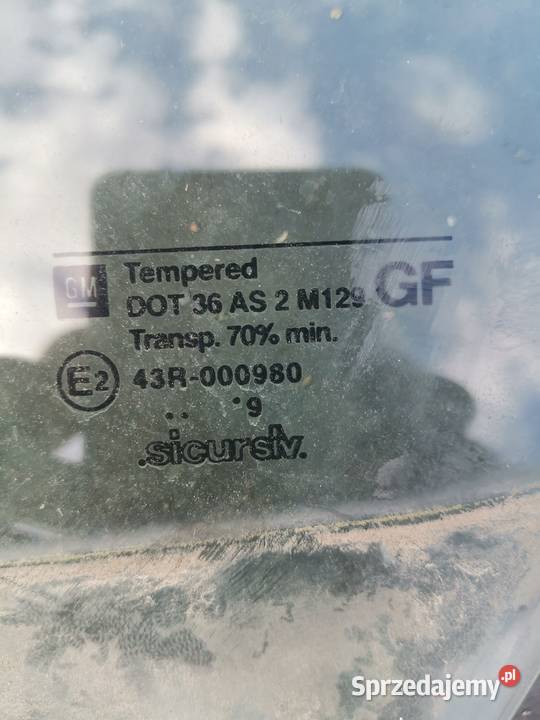 GM
Tempered
DOT 36 AS 2 M129 GF
Transp. 70% min.
E2 43R-000980
.. '9
.sicursiv.
Sprzedajemy.pl